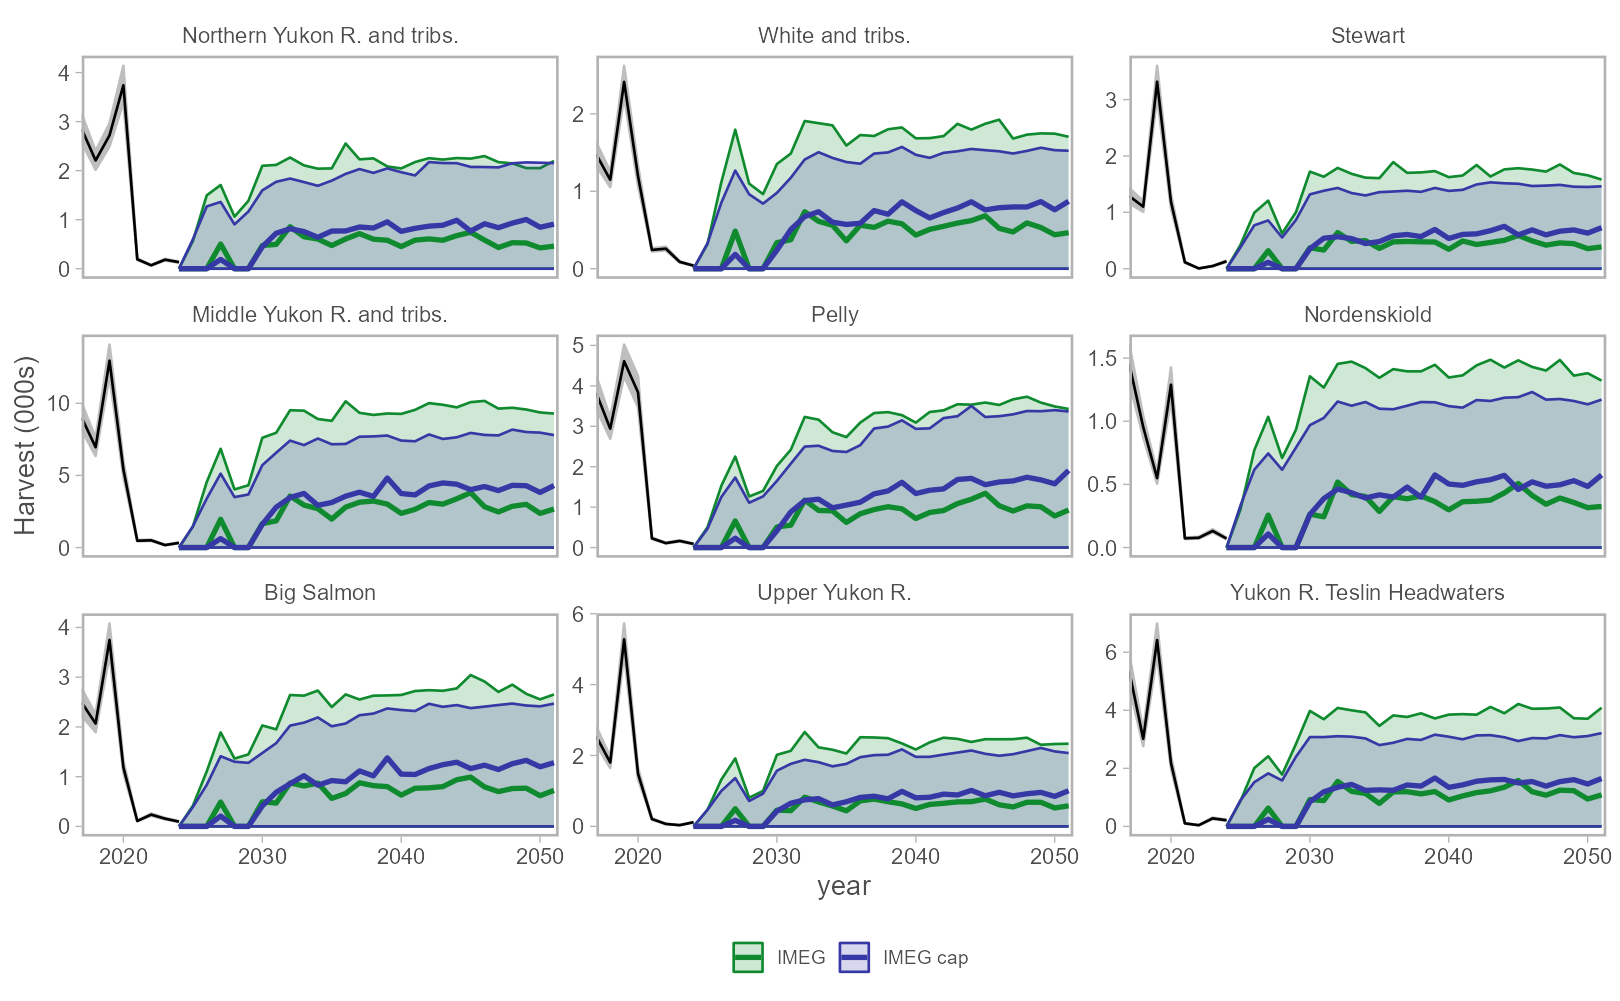 Northern Yukon R. and tribs.
White and tribs.
Stewart
4
3
2
1
0
2
1
0
3
2
1
0
Middle Yukon R. and tribs.
Pelly
Nordenskiold
10
5
0
5
4
3
2
1
0
1.5
1.0
0.5
0.0
Harvest (000s)
Big Salmon
Upper Yukon R.
Yukon R. Teslin Headwaters
4
3
2
1
0
6
4
2
0
6
4
2
0
2020 2030 2040 2050
2020 2030 2040 2050
2020 2030 2040 2050
year
IMEG
IMEG cap